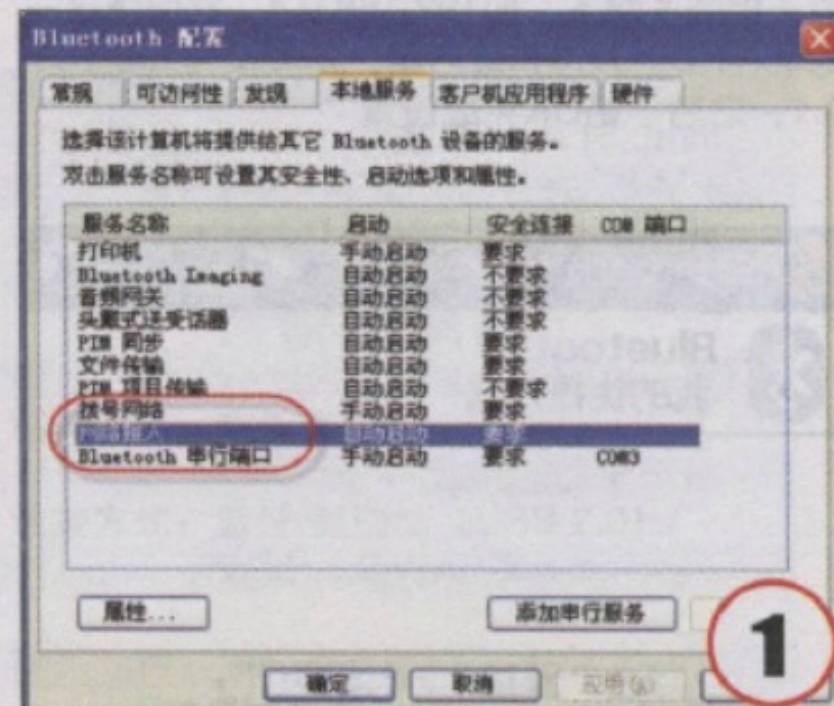 Bluetooth 配置
常规 可访问性 发现 本地服务 客户机应用程序 硬件
选择该计算机将提供给其它 Bluetooth 设备的服务。
双击服务名称可设置其安全性、启动选项和属性。
服务名称 启动 安全连接 COM 端口
打印机 手动启动 要求
Bluetooth Imaging 自动启动 不要求
音频网关 自动启动 不要求
头戴式送受话器 自动启动 不要求
PIM 同步 自动启动 要求
文件传输 自动启动 要求
PIM 项目传输 自动启动 不要求
拨号网络 手动启动 要求
网络接入 自动启动 要求
Bluetooth 串行端口 手动启动 要求 COM3
属性... 添加串行服务
确定 取消 应用(A)
1